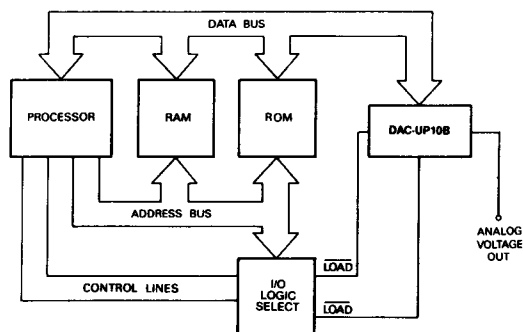 DATA BUS
PROCESSOR
RAM
ROM
DAC-UP10B
ADDRESS BUS
ANALOG
VOLTAGE
OUT
CONTROL LINES
I/O
LOGIC
SELECT
LOAD
LOAD